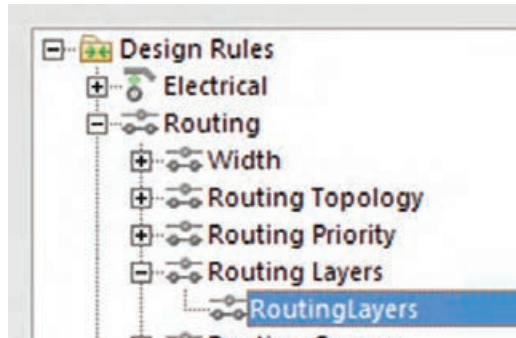 Design Rules
Electrical
Routing
Width
Routing Topology
Routing Priority
Routing Layers
RoutingLayers